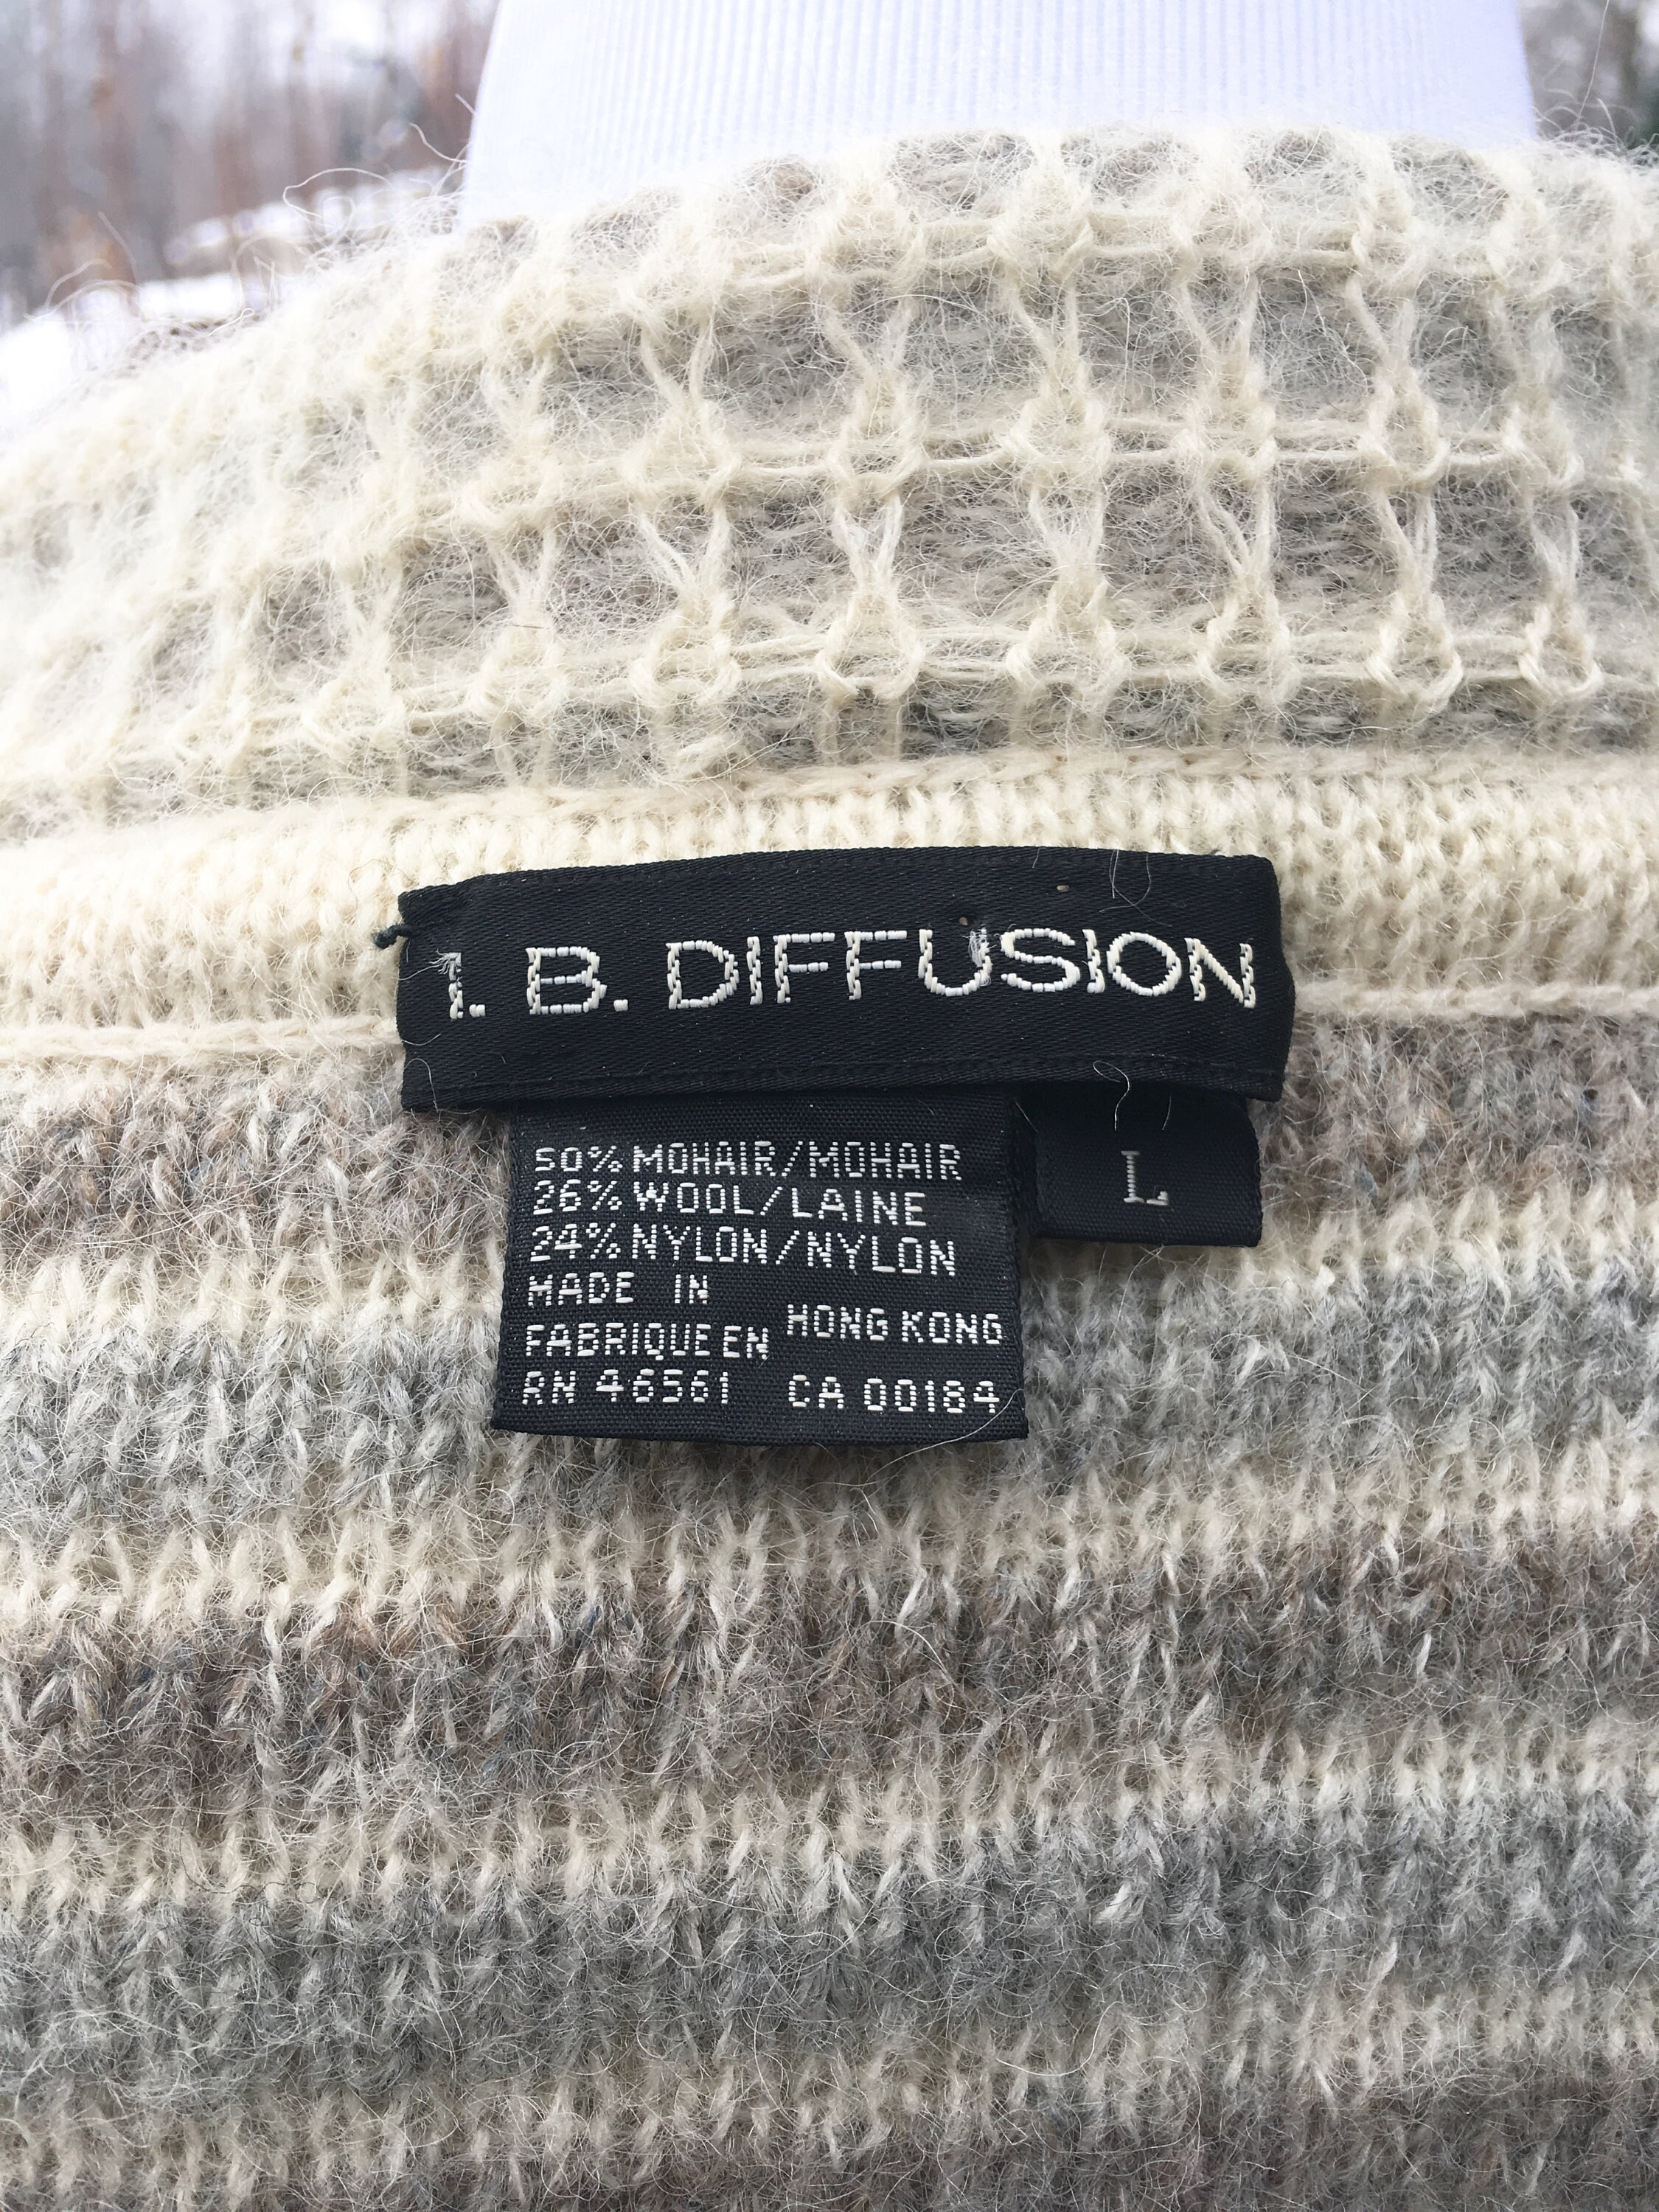 I. B. DIFFUSION
50% MOHAIR/MOHAIR
26% WOOL/LAINE
24% NYLON/NYLON
MADE IN
FABRIQUE EN HONG KONG
RN 46561 CA 00184
L